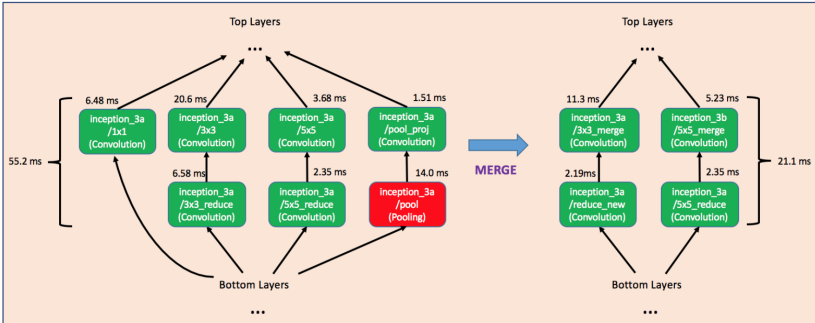 Top Layers
...
6.48 ms
20.6 ms
3.68 ms
1.51 ms
inception_3a
/1x1
(Convolution)
inception_3a
/3x3
(Convolution)
inception_3a
/5x5
(Convolution)
inception_3a
/pool_proj
(Convolution)
55.2 ms
6.58 ms
2.35 ms
14.0 ms
inception_3a
/3x3_reduce
(Convolution)
inception_3a
/5x5_reduce
(Convolution)
inception_3a
/pool
(Pooling)
Bottom Layers
...
MERGE
Top Layers
...
11.3 ms
5.23 ms
inception_3a
/3x3_merge
(Convolution)
inception_3b
/5x5_merge
(Convolution)
21.1 ms
2.19ms
2.35 ms
inception_3a
/reduce_new
(Convolution)
inception_3a
/5x5_reduce
(Convolution)
Bottom Layers
...